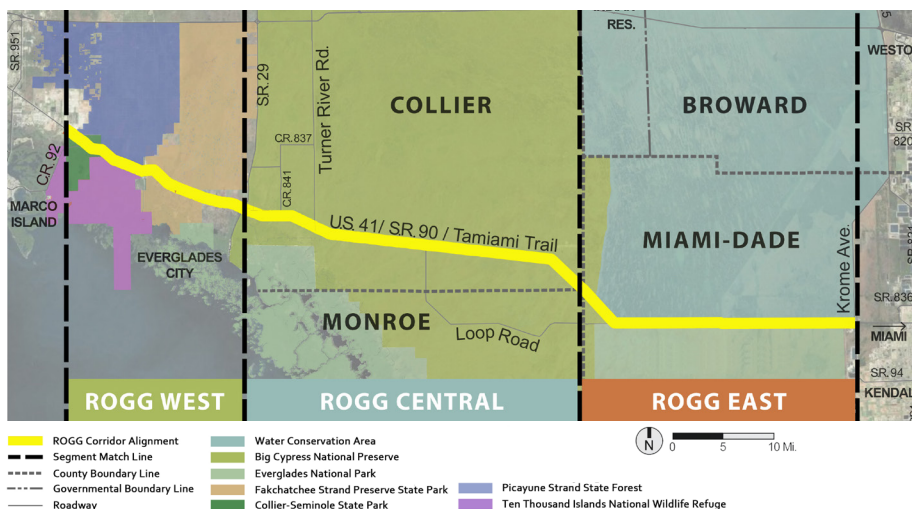 RES.
SR.951
WESTO
SR.29
Turner River Rd.
COLLIER
BROWARD
CR.837
SR.
820
CR.92
CR.841
MARCO
ISLAND
U.S. 41/ SR.90 / Tamiami Trail
MIAMI-DADE
EVERGLADES
CITY
Krome Ave.
SR.836
MONROE
Loop Road
MIAMI
SR.94
KENDAL
ROGG WEST
ROGG CENTRAL
ROGG EAST
ROGG Corridor Alignment
Segment Match Line
County Boundary Line
Governmental Boundary Line
Roadway
Water Conservation Area
Big Cypress National Preserve
Everglades National Park
Fakchatchee Strand Preserve State Park
Collier-Seminole State Park
Picayune Strand State Forest
Ten Thousand Islands National Wildlife Refuge
N
0 5 10 Mi.